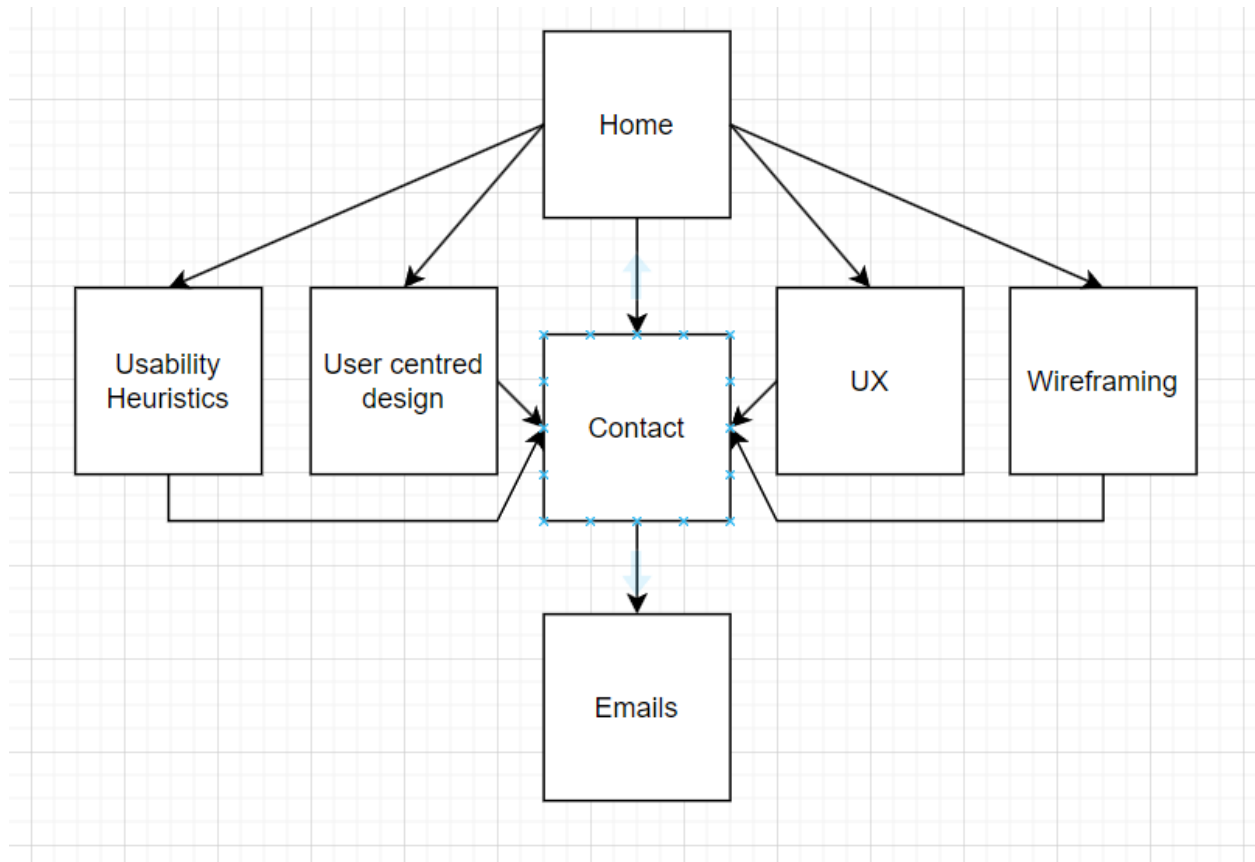 Home
Usability
Heuristics
User centred
design
Contact
UX
Wireframing
Emails